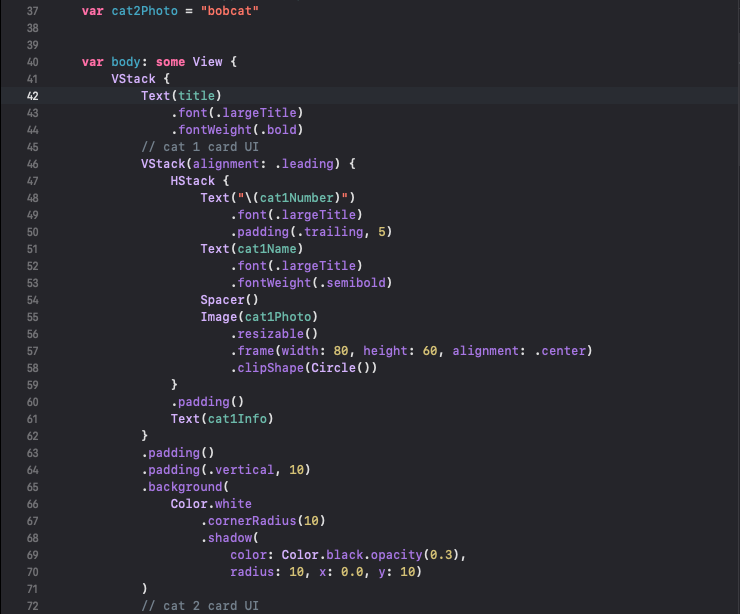 37 var cat2Photo = "bobcat"
38
39
40 var body: some View {
41 VStack {
42 Text(title)
43 .font(.largeTitle)
44 .fontWeight(.bold)
45 // cat 1 card UI
46 VStack(alignment: .leading) {
47 HStack {
48 Text("\(cat1Number)")
49 .font(.largeTitle)
50 .padding(.trailing, 5)
51 Text(cat1Name)
52 .font(.largeTitle)
53 .fontWeight(.semibold)
54 Spacer()
55 Image(cat1Photo)
56 .resizable()
57 .frame(width: 80, height: 60, alignment: .center)
58 .clipShape(Circle())
59 }
60 .padding()
61 Text(cat1Info)
62 }
63 .padding()
64 .padding(.vertical, 10)
65 .background(
66 Color.white
67 .cornerRadius(10)
68 .shadow(
69 color: Color.black.opacity(0.3),
70 radius: 10, x: 0.0, y: 10)
71 )
72 // cat 2 card UI